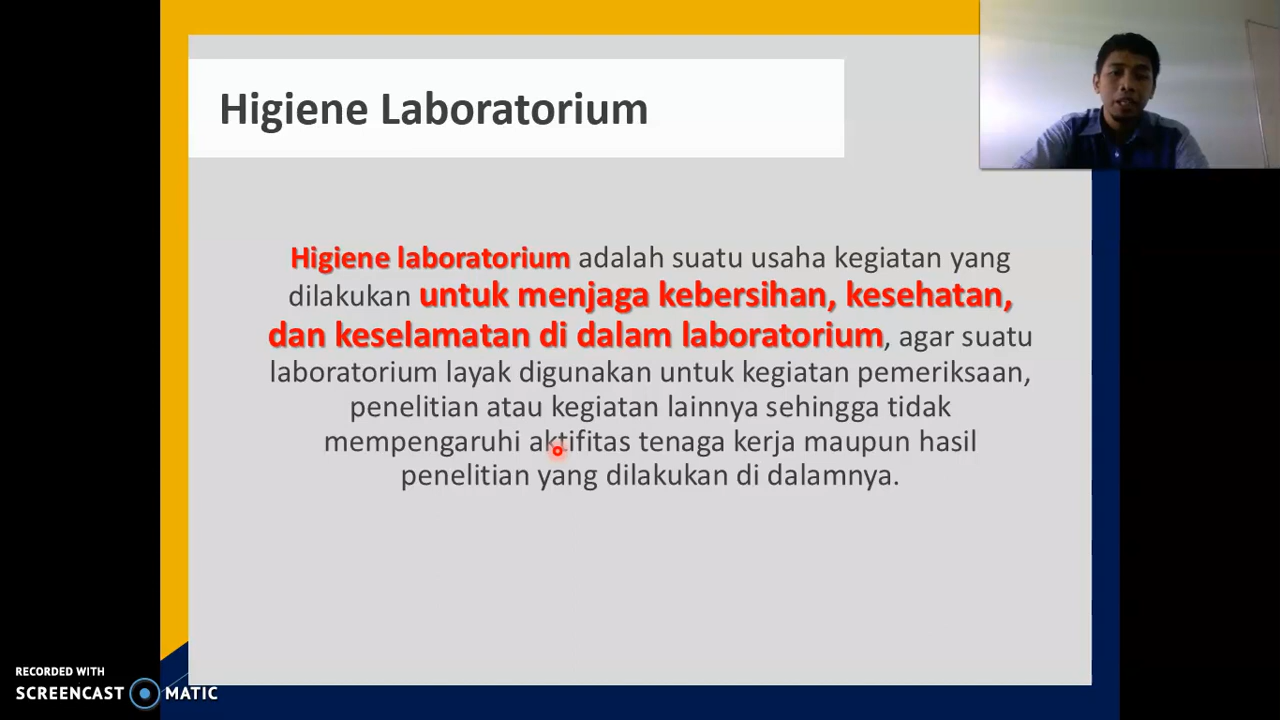 Higiene Laboratorium
Higiene laboratorium adalah suatu usaha kegiatan yang
dilakukan untuk menjaga kebersihan, kesehatan,
dan keselamatan di dalam laboratorium, agar suatu
laboratorium layak digunakan untuk kegiatan pemeriksaan,
penelitian atau kegiatan lainnya sehingga tidak
mempengaruhi aktifitas tenaga kerja maupun hasil
penelitian yang dilakukan di dalamnya.
RECORDED WITH
SCREENCAST MATIC